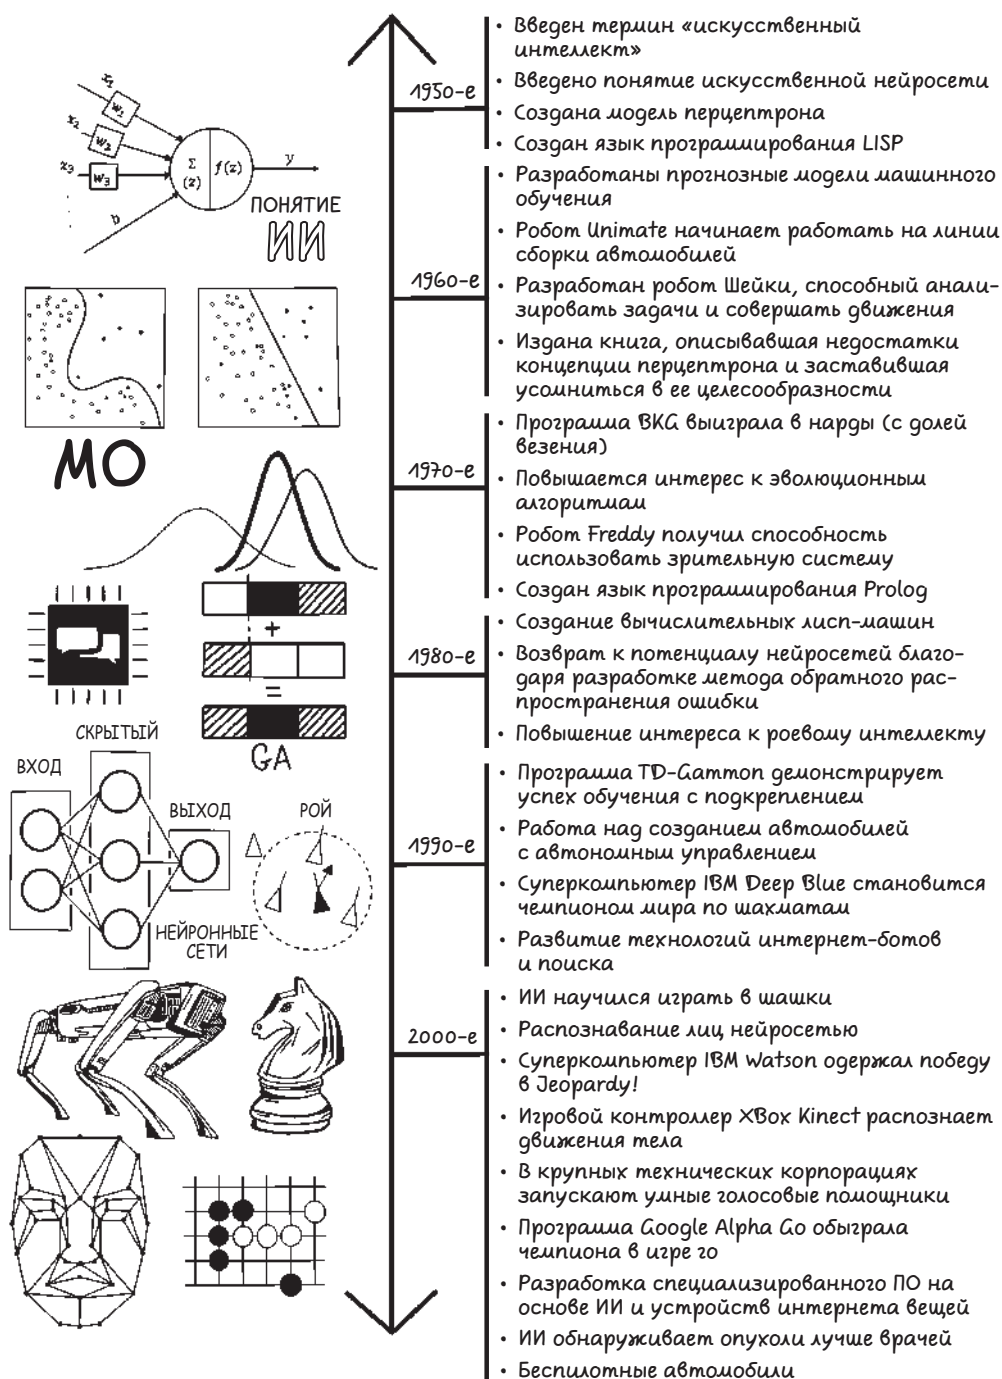 • Введен термин «искусственный
интеллект»
1950-е
• Введено понятие искусственной нейросети
• Создана модель перцептрона
• Создан язык программирования LISP
x₁
w₁
x₂
w₂
x₃
w₃
Σ
(z)
f(z)
y
b
ПОНЯТИЕ
ИИ
• Разработаны прогнозные модели машинного
обучения
• Робот Unimate начинает работать на линии
сборки автомобилей
1960-е
• Разработан робот Шейки, способный анали-
зировать задачи и совершать движения
• Издана книга, описывавшая недостатки
концепции перцептрона и заставившая
усомниться в ее целесообразности
МО
• Программа BKG выиграла в нарды (с долей
везения)
1970-е
• Повышается интерес к эволюционным
алгоритмам
• Робот Freddy получил способность
использовать зрительную систему
• Создан язык программирования Prolog
+
=
GA
• Создание вычислительных лисп-машин
1980-е
• Возврат к потенциалу нейросетей благо-
даря разработке метода обратного рас-
пространения ошибки
• Повышение интереса к роевому интеллекту
СКРЫТЫЙ
ВХОД
ВЫХОД
РОЙ
НЕЙРОННЫЕ
СЕТИ
• Программа TD-Gammon демонстрирует
успех обучения с подкреплением
1990-е
• Работа над созданием автомобилей
с автономным управлением
• Суперкомпьютер IBM Deep Blue становится
чемпионом мира по шахматам
• Развитие технологий интернет-ботов
и поиска
• ИИ научился играть в шашки
2000-е
• Распознавание лиц нейросетью
• Суперкомпьютер IBM Watson одержал победу
в Jeopardy!
• Игровой контроллер XBox Kinect распознает
движения тела
• В крупных технических корпорациях
запускают умные голосовые помощники
• Программа Google Alpha Go обыграла
чемпиона в игре го
• Разработка специализированного ПО на
основе ИИ и устройств интернета вещей
• ИИ обнаруживает опухоли лучше врачей
• Беспилотные автомобили